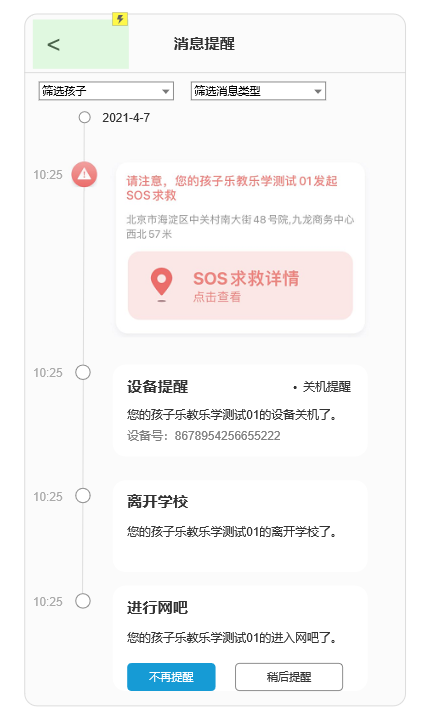 <
消息提醒
筛选孩子
筛选消息类型
2021-4-7
10:25
请注意，您的孩子乐教乐学测试01发起
SOS求救
北京市海淀区中关村南大街48号院,九龙商务中心
西北57米
SOS求救详情
点击查看
10:25
设备提醒
• 关机提醒
您的孩子乐教乐学测试01的设备关机了。
设备号：8678954256655222
10:25
离开学校
您的孩子乐教乐学测试01的离开学校了。
10:25
进行网吧
您的孩子乐教乐学测试01的进入网吧了。
不再提醒
稍后提醒